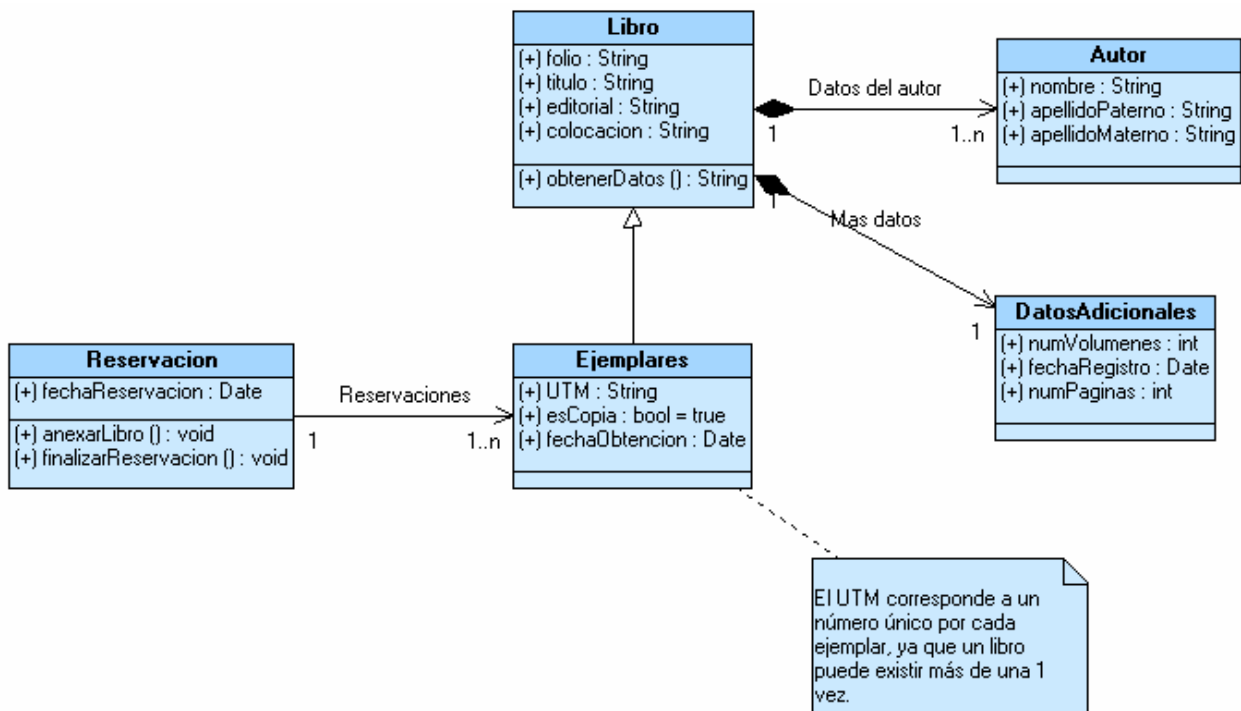 Libro
(+) folio : String
(+) titulo : String
(+) editorial : String
(+) colocacion : String
(+) obtenerDatos () : String
Datos del autor
1
1..n
Autor
(+) nombre : String
(+) apellidoPaterno : String
(+) apellidoMaterno : String
1
Mas datos
1
DatosAdicionales
(+) numVolumenes : int
(+) fechaRegistro : Date
(+) numPaginas : int
Reservacion
(+) fechaReservacion : Date
(+) anexarLibro () : void
(+) finalizarReservacion () : void
Reservaciones
1
1..n
Ejemplares
(+) UTM : String
(+) esCopia : bool = true
(+) fechaObtencion : Date
El UTM corresponde a un
número único por cada
ejemplar, ya que un libro
puede existir más de una 1
vez.